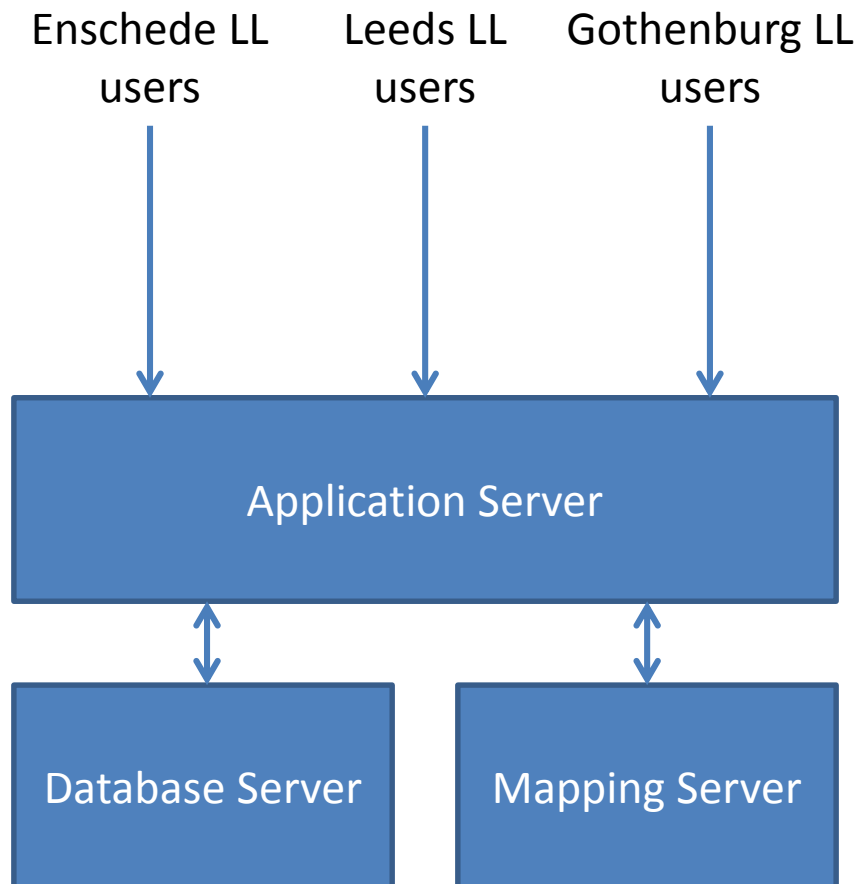 Enschede LL
users
Leeds LL
users
Gothenburg LL
users
Application Server
Database Server
Mapping Server